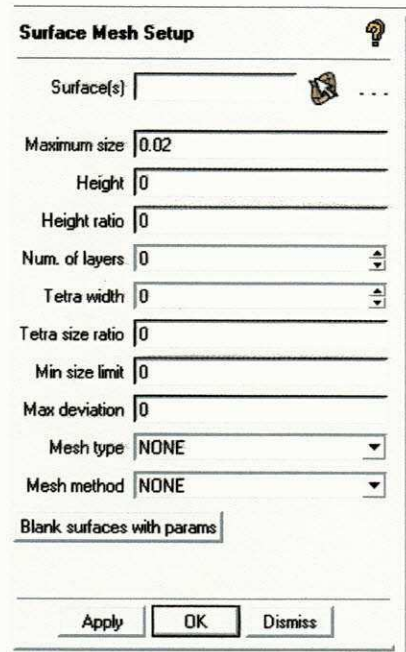 Surface Mesh Setup
Surface(s) ...
Maximum size 0.02
Height 0
Height ratio 0
Num. of layers 0
Tetra width 0
Tetra size ratio 0
Min size limit 0
Max deviation 0
Mesh type NONE
Mesh method NONE
Blank surfaces with params
Apply OK Dismiss